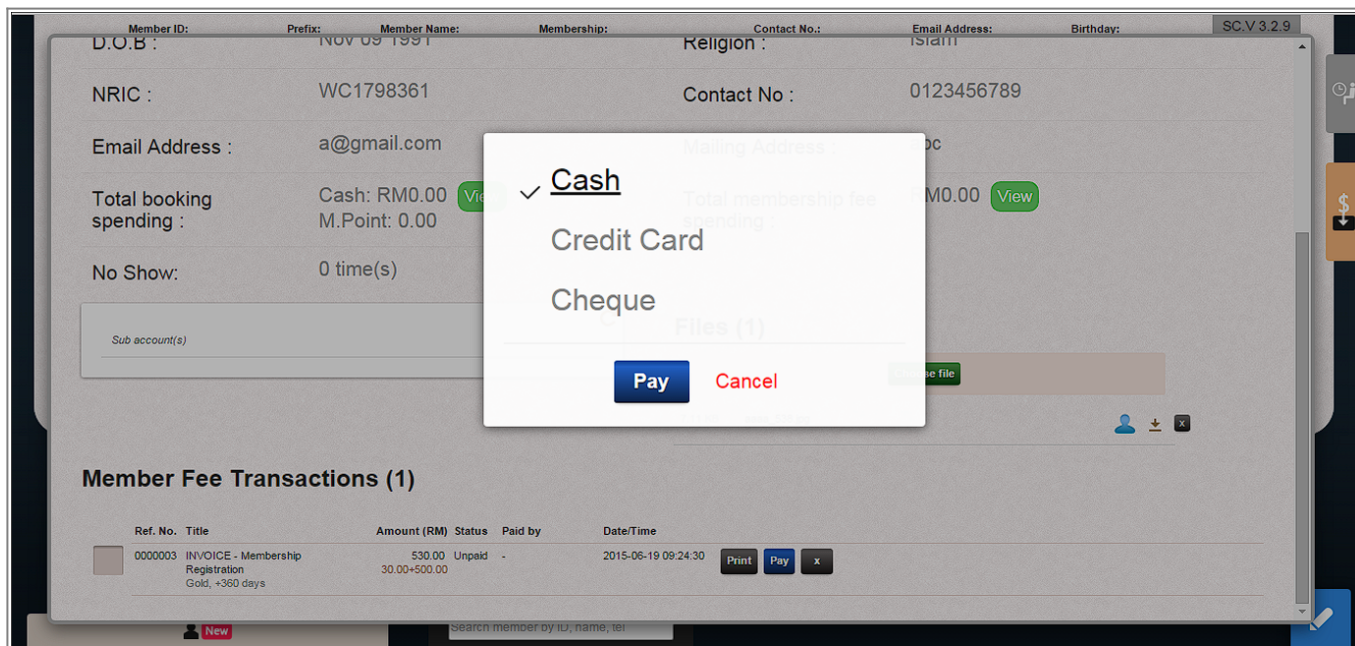 Member ID: Prefix: Member Name: Membership: Contact No.: Email Address: Birthday: SC.V 3.2.9
D.O.B : Nov 09 1991 Religion : Islam
NRIC : WC1798361 Contact No : 0123456789
Email Address : a@gmail.com Mailing Address :
Total booking Cash: RM0.00 Total membership fee RM0.00 View
spending : M.Point: 0.00 spending :
No Show: 0 time(s)
Cash
Credit Card
Cheque
Pay Cancel
Sub account(s)
Files (1)
file
Member Fee Transactions (1)
Ref. No. Title Amount (RM) Status Paid by Date/Time
0000003 INVOICE - Membership 530.00 Unpaid - 2015-06-19 09:24:30 Print Pay x
Registration 30.00+500.00
Gold, +360 days
New
Search member by ID, name, tel